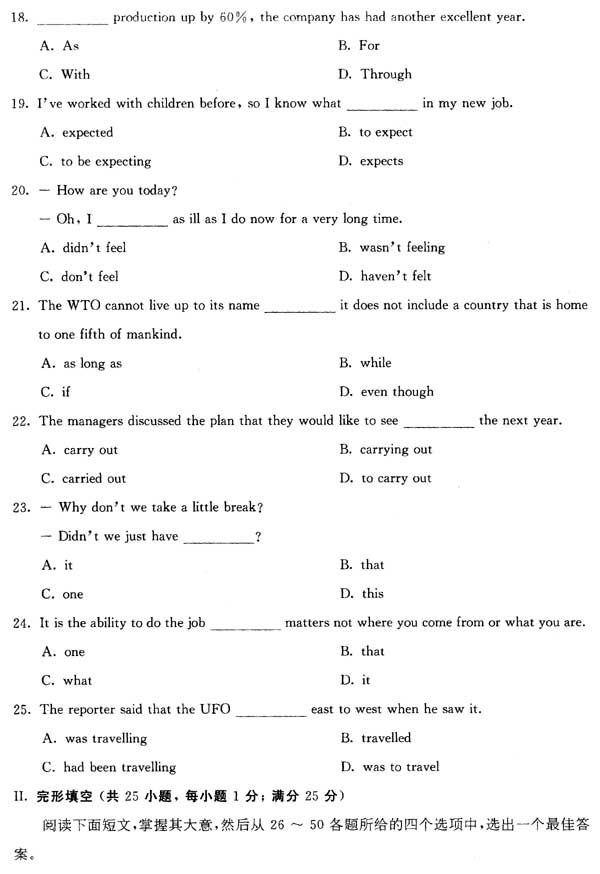 18. __________ production up by 60%, the company has had another excellent year.
A. As B. For
C. With D. Through
19. I've worked with children before, so I know what __________ in my new job.
A. expected B. to expect
C. to be expecting D. expects
20. — How are you today?
— Oh, I __________ as ill as I do now for a very long time.
A. didn't feel B. wasn't feeling
C. don't feel D. haven't felt
21. The WTO cannot live up to its name __________ it does not include a country that is home
to one fifth of mankind.
A. as long as B. while
C. if D. even though
22. The managers discussed the plan that they would like to see __________ the next year.
A. carry out B. carrying out
C. carried out D. to carry out
23. — Why don't we take a little break?
— Didn't we just have __________?
A. it B. that
C. one D. this
24. It is the ability to do the job __________ matters not where you come from or what you are.
A. one B. that
C. what D. it
25. The reporter said that the UFO __________ east to west when he saw it.
A. was travelling B. travelled
C. had been travelling D. was to travel
II. 完形填空（共 25 小题，每小题 1 分；满分 25 分）
阅读下面短文，掌握其大意，然后从 26 ～ 50 各题所给的四个选项中，选出一个最佳答
案。